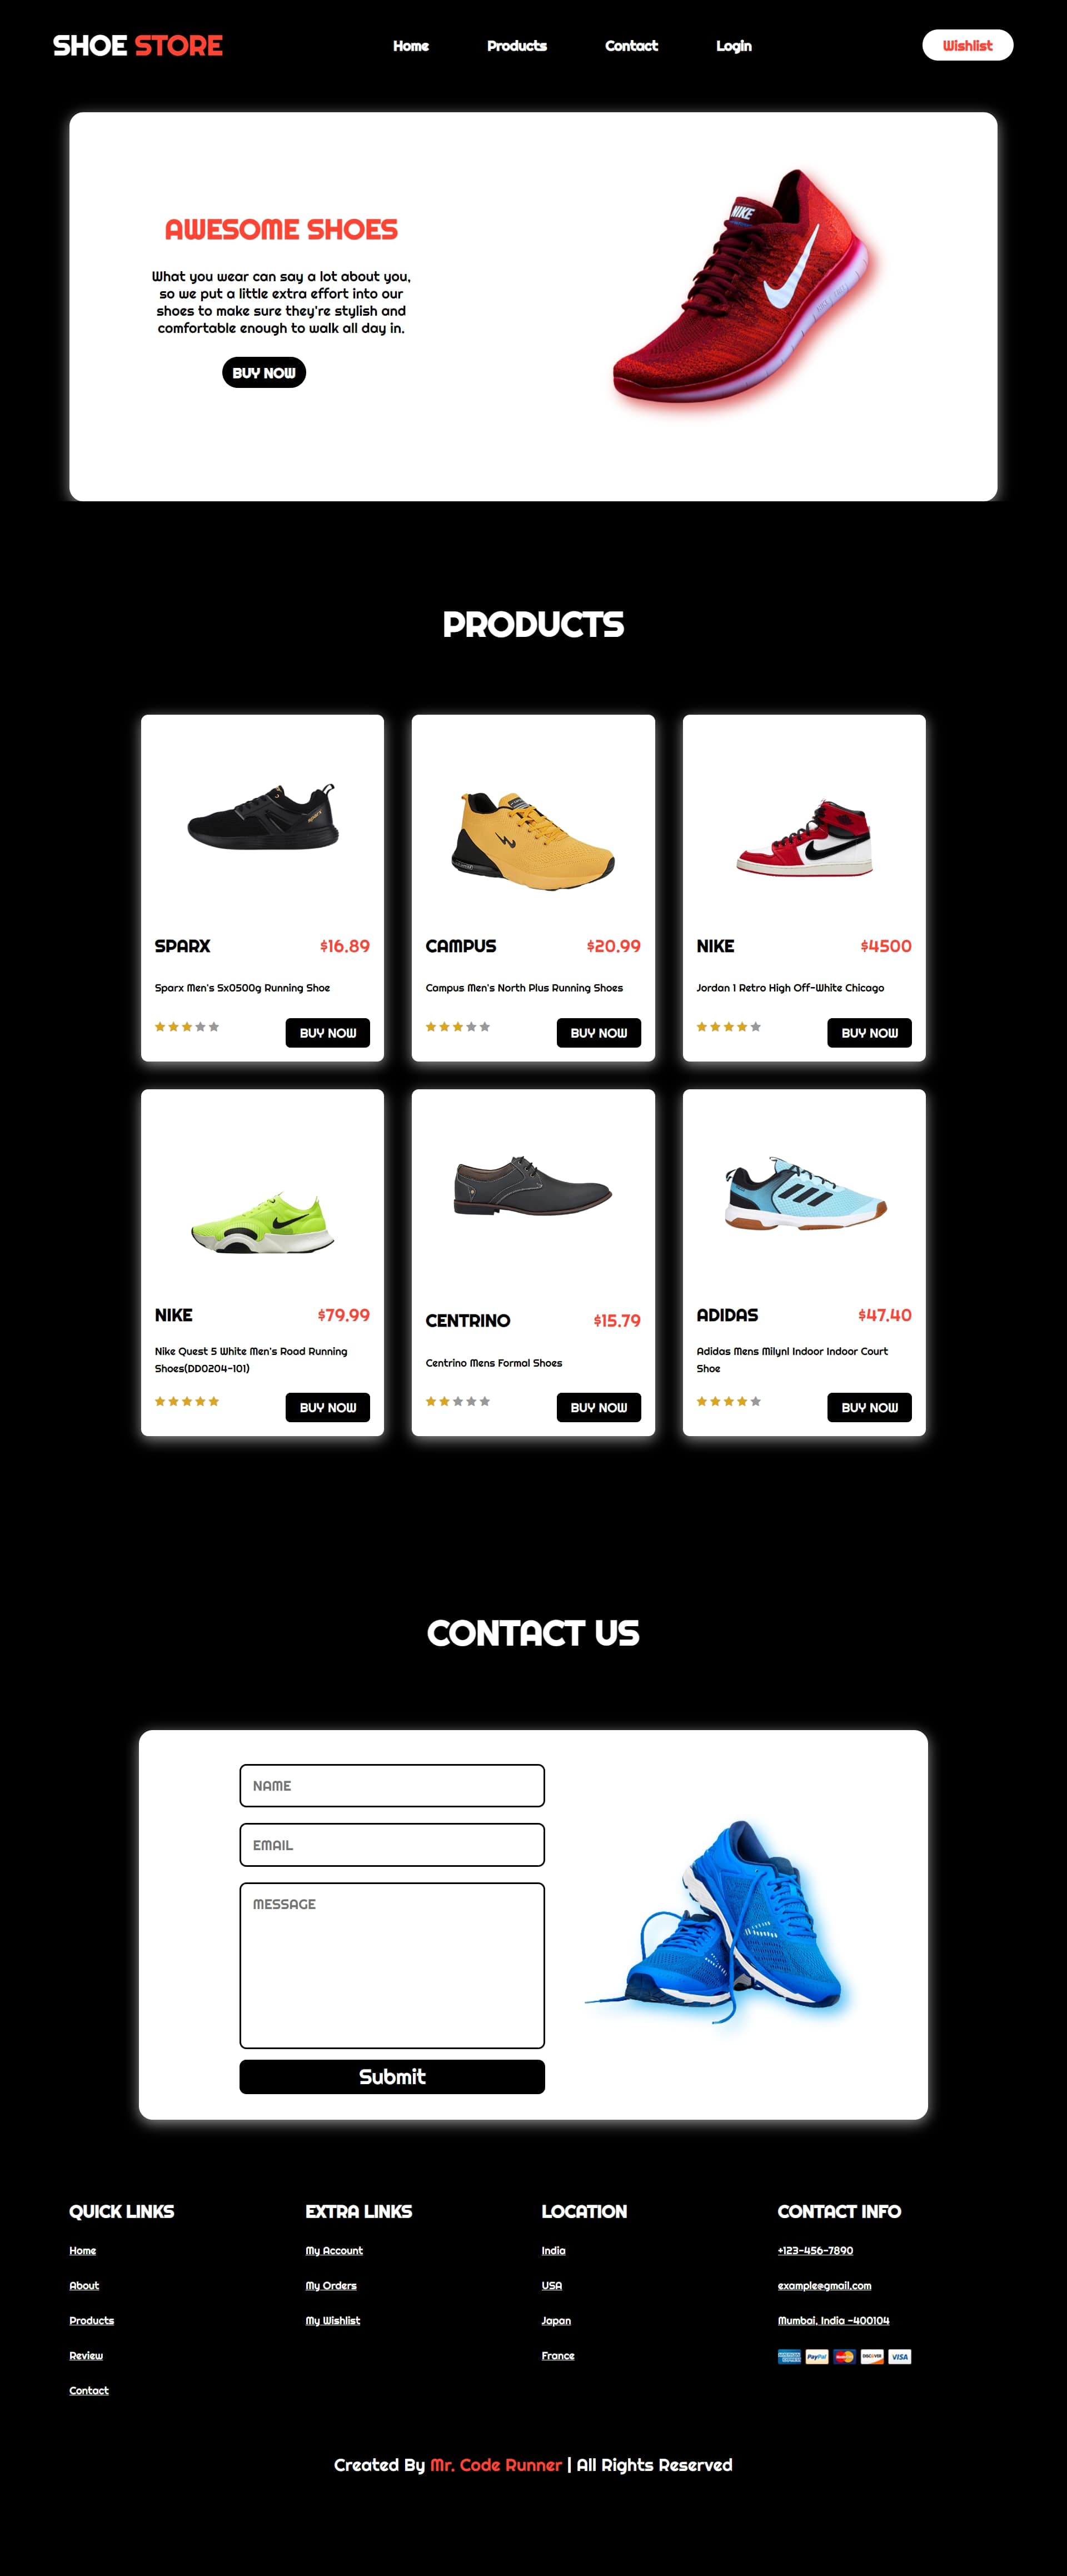 SHOE STORE
Home
Products
Contact
Login
Wishlist
AWESOME SHOES
NIKE
What you wear can say a lot about you,
so we put a little extra effort into our
shoes to make sure they're stylish and
comfortable enough to walk all day in.
BUY NOW
PRODUCTS
sparx
SPARX
$16.89
Sparx Men's Sx0500g Running Shoe
BUY NOW
CAMPUS
$20.99
Campus Men's North Plus Running Shoes
BUY NOW
NIKE
$4500
Jordan 1 Retro High Off-White Chicago
BUY NOW
NIKE
$79.99
Nike Quest 5 White Men's Road Running
Shoes(DD0204-101)
BUY NOW
CENTRINO
$15.79
Centrino Mens Formal Shoes
BUY NOW
ADIDAS
$47.40
Adidas Mens Milynl Indoor Indoor Court
Shoe
BUY NOW
CONTACT US
NAME
EMAIL
MESSAGE
Submit
QUICK LINKS
Home
About
Products
Review
Contact
EXTRA LINKS
My Account
My Orders
My Wishlist
LOCATION
India
USA
Japan
France
CONTACT INFO
+123-456-7890
example@gmail.com
Mumbai, India -400104
AMERICAN EXPRESS
PayPal
MasterCard
DISCOVER
VISA
Created By Mr. Code Runner | All Rights Reserved